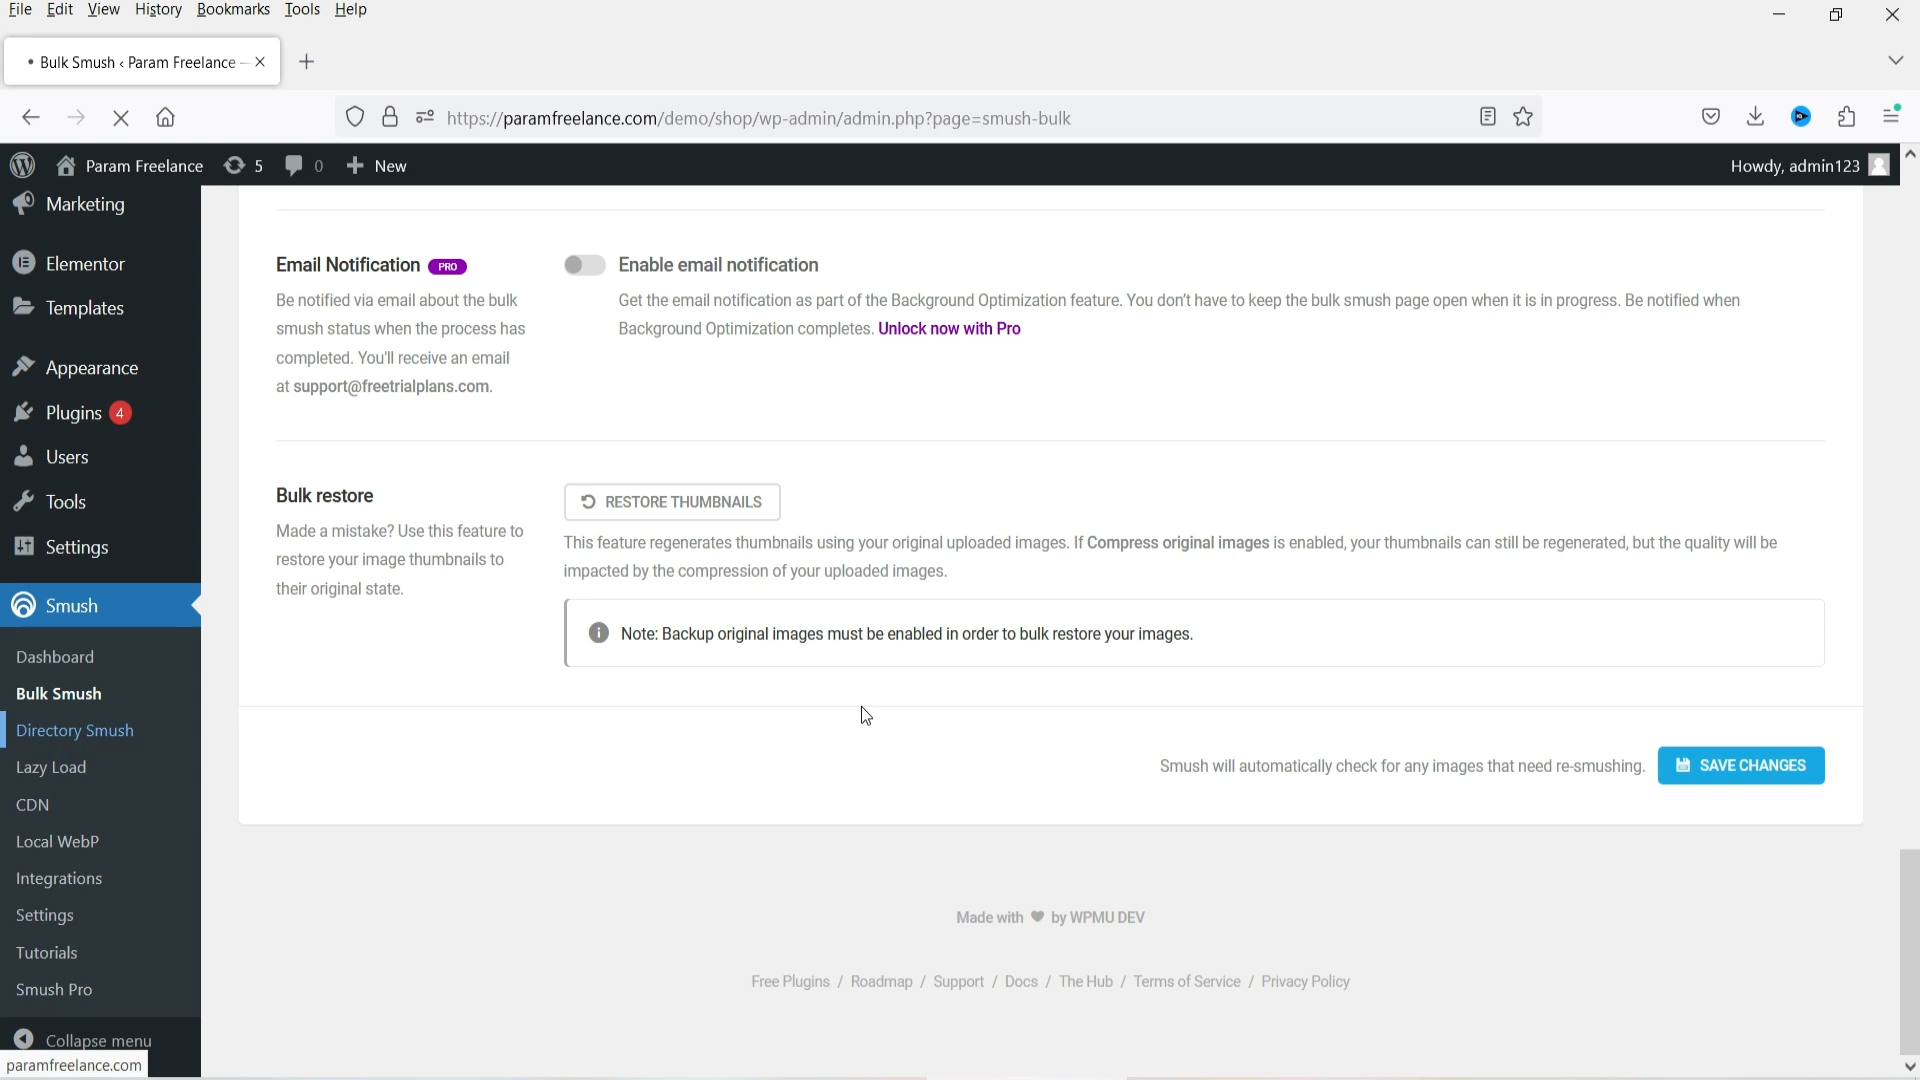 File Edit View History Bookmarks Tools Help
• Bulk Smush ‹ Param Freelance —
https://paramfreelance.com/demo/shop/wp-admin/admin.php?page=smush-bulk
Param Freelance 5 0 New
Howdy, admin123
Marketing
Elementor
Templates
Appearance
Plugins 4
Users
Tools
Settings
Smush
Dashboard
Bulk Smush
Directory Smush
Lazy Load
CDN
Local WebP
Integrations
Settings
Tutorials
Smush Pro
Collapse menu
paramfreelance.com
Email Notification PRO
Be notified via email about the bulk
smush status when the process has
completed. You'll receive an email
at support@freetrialplans.com.
Enable email notification
Get the email notification as part of the Background Optimization feature. You don't have to keep the bulk smush page open when it is in progress. Be notified when
Background Optimization completes. Unlock now with Pro
Bulk restore
Made a mistake? Use this feature to
restore your image thumbnails to
their original state.
RESTORE THUMBNAILS
This feature regenerates thumbnails using your original uploaded images. If Compress original images is enabled, your thumbnails can still be regenerated, but the quality will be
impacted by the compression of your uploaded images.
Note: Backup original images must be enabled in order to bulk restore your images.
Smush will automatically check for any images that need re-smushing.
SAVE CHANGES
Made with ♥ by WPMU DEV
Free Plugins / Roadmap / Support / Docs / The Hub / Terms of Service / Privacy Policy